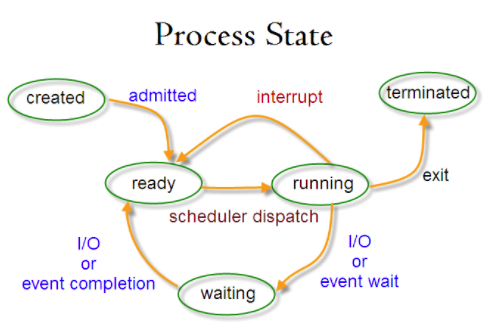 Process State
created
admitted
interrupt
terminated
ready
running
exit
scheduler dispatch
I/O
or
event completion
I/O
or
event wait
waiting